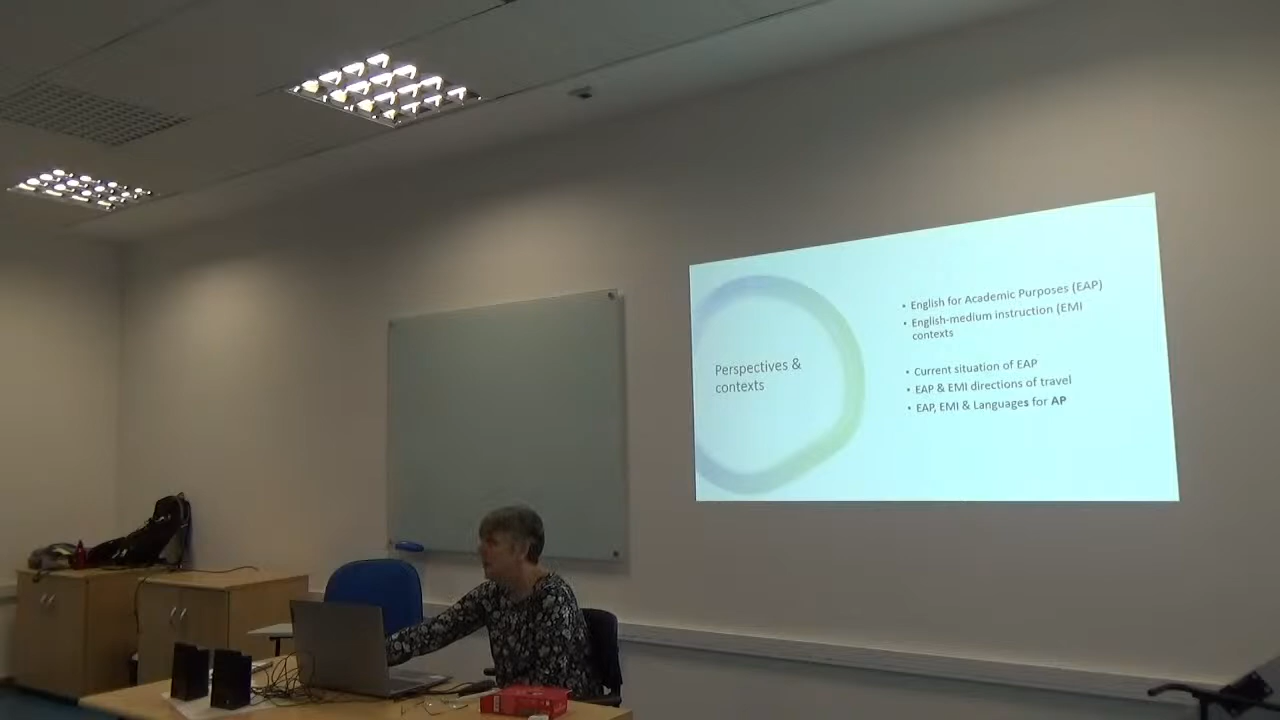 Perspectives &
contexts
• English for Academic Purposes (EAP)
• English-medium instruction (EMI
contexts
• Current situation of EAP
• EAP & EMI directions of travel
• EAP, EMI & Languages for AP